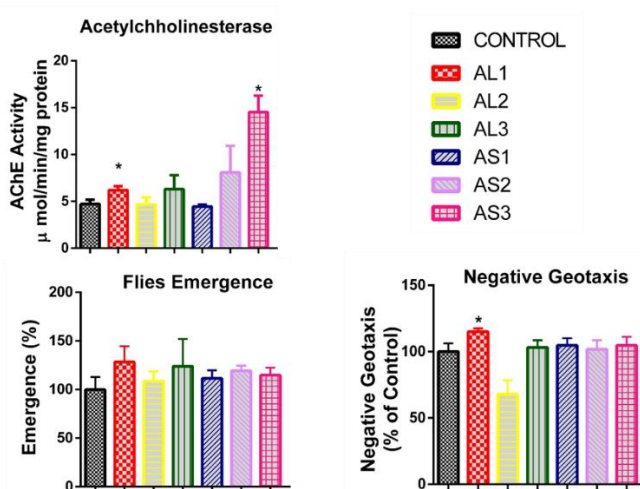 Acetylchholinesterase
AChE Activity
μ mol/min/mg protein
20
15
10
5
0
*
*
CONTROL
AL1
AL2
AL3
AS1
AS2
AS3
Flies Emergence
Emergence (%)
200
150
100
50
0
Negative Geotaxis
Negative Geotaxis
(% of Control)
150
100
50
0
*